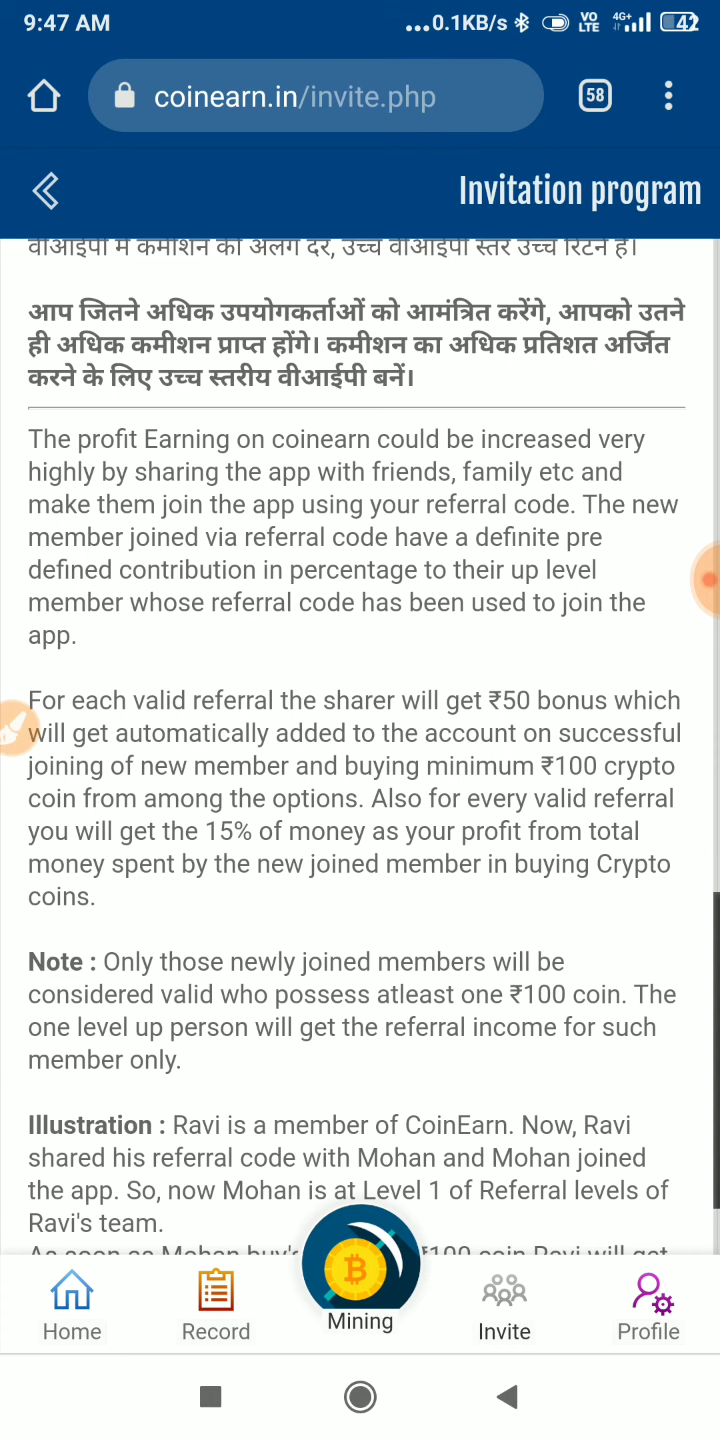 9:47 AM
...0.1KB/s VO LTE 4G+ 42
coinearn.in/invite.php
58
Invitation program
आप जितने अधिक उपयोगकर्ताओं को आमंत्रित करेंगे, आपको उतने
ही अधिक कमीशन प्राप्त होंगे। कमीशन का अधिक प्रतिशत अर्जित
करने के लिए उच्च स्तरीय वीआईपी बनें।
The profit Earning on coinearn could be increased very
highly by sharing the app with friends, family etc and
make them join the app using your referral code. The new
member joined via referral code have a definite pre
defined contribution in percentage to their up level
member whose referral code has been used to join the
app.
For each valid referral the sharer will get ₹50 bonus which
will get automatically added to the account on successful
joining of new member and buying minimum ₹100 crypto
coin from among the options. Also for every valid referral
you will get the 15% of money as your profit from total
money spent by the new joined member in buying Crypto
coins.
Note : Only those newly joined members will be
considered valid who possess atleast one ₹100 coin. The
one level up person will get the referral income for such
member only.
Illustration : Ravi is a member of CoinEarn. Now, Ravi
shared his referral code with Mohan and Mohan joined
the app. So, now Mohan is at Level 1 of Referral levels of
Ravi's team.
Home
Record
Mining
Invite
Profile